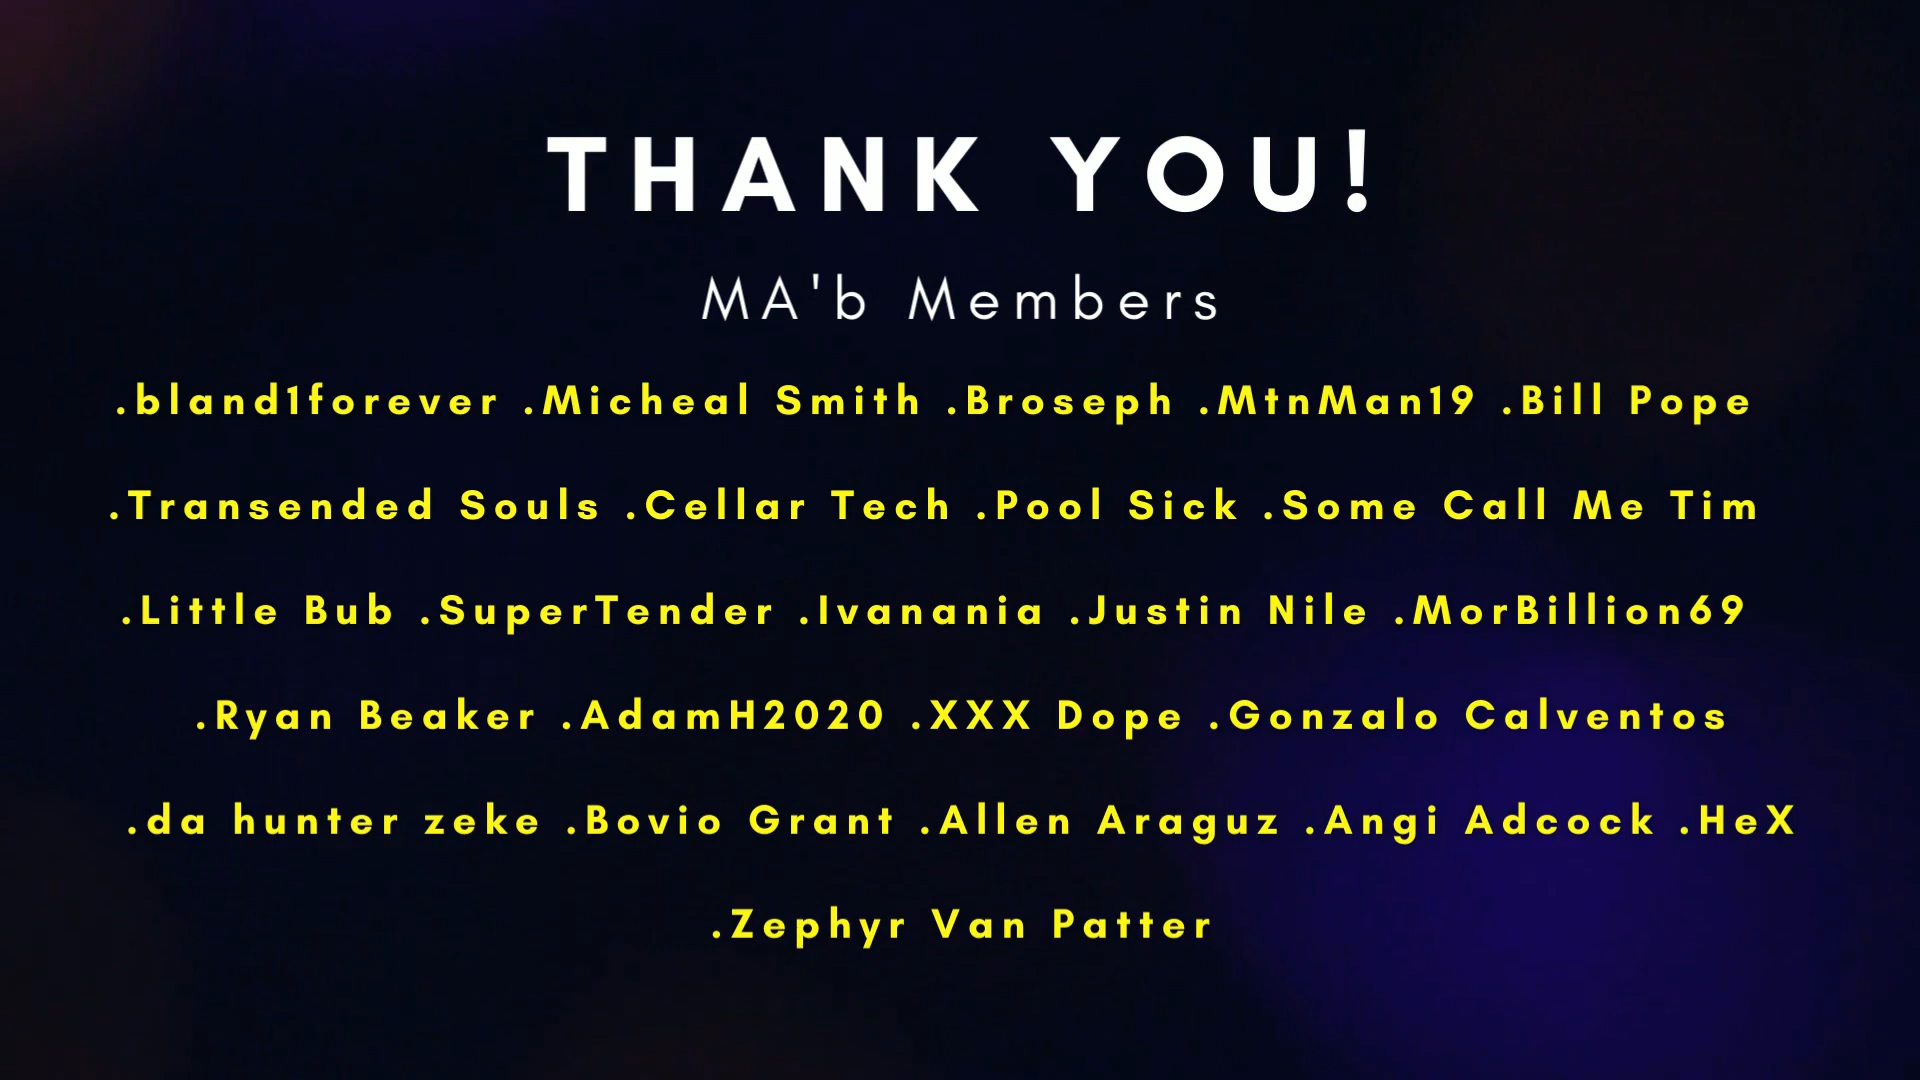 THANK YOU!
MA'b Members
.bland1forever .Micheal Smith .Broseph .MtnMan19 .Bill Pope
.Transended Souls .Cellar Tech .Pool Sick .Some Call Me Tim
.Little Bub .SuperTender .Ivanania .Justin Nile .MorBillion69
.Ryan Beaker .AdamH2020 .XXX Dope .Gonzalo Calventos
.da hunter zeke .Bovio Grant .Allen Araguz .Angi Adcock .HeX
.Zephyr Van Patter